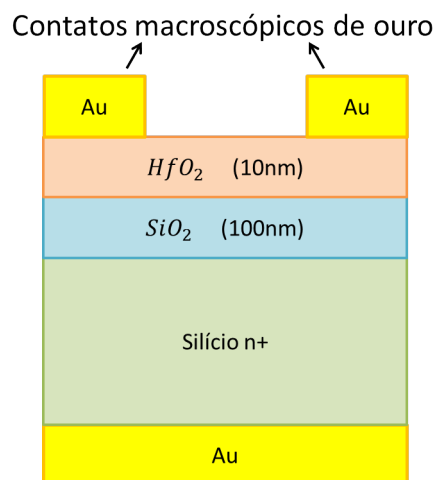 Contatos macroscópicos de ouro
Au Au
HfO₂ (10nm)
SiO₂ (100nm)
Silício n+
Au